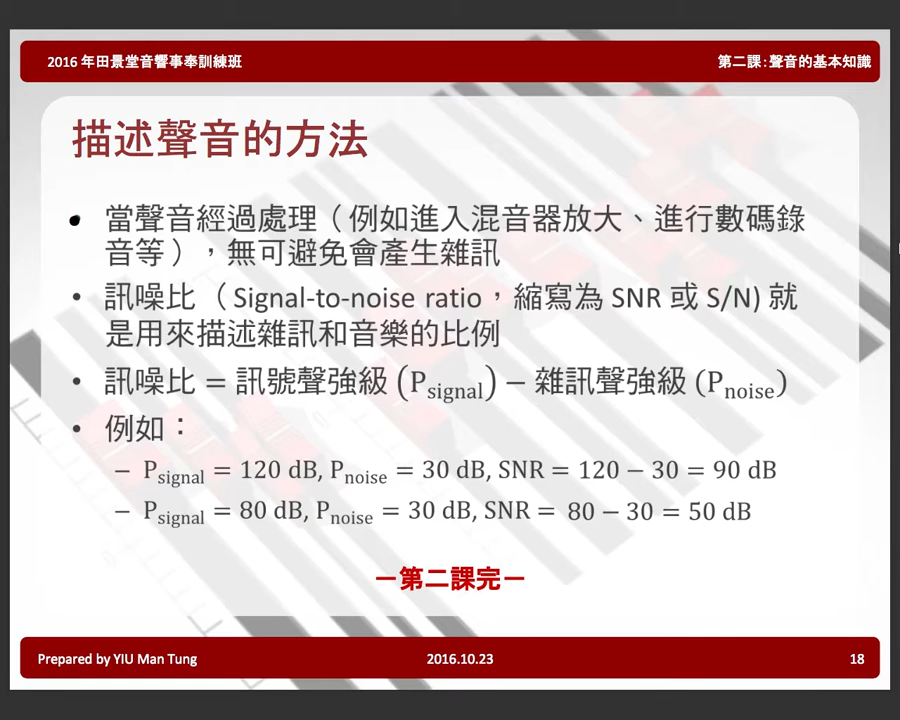 2016 年田景堂音響事奉訓練班
第二課：聲音的基本知識
描述聲音的方法
• 當聲音經過處理（例如進入混音器放大、進行數碼錄
音等），無可避免會產生雜訊
• 訊噪比（Signal-to-noise ratio，縮寫為 SNR 或 S/N) 就
是用來描述雜訊和音樂的比例
• 訊噪比 = 訊號聲強級 (P_signal) − 雜訊聲強級 (P_noise)
• 例如：
– P_signal = 120 dB, P_noise = 30 dB, SNR = 120 − 30 = 90 dB
– P_signal = 80 dB, P_noise = 30 dB, SNR = 80 − 30 = 50 dB
－第二課完－
Prepared by YIU Man Tung
2016.10.23
18